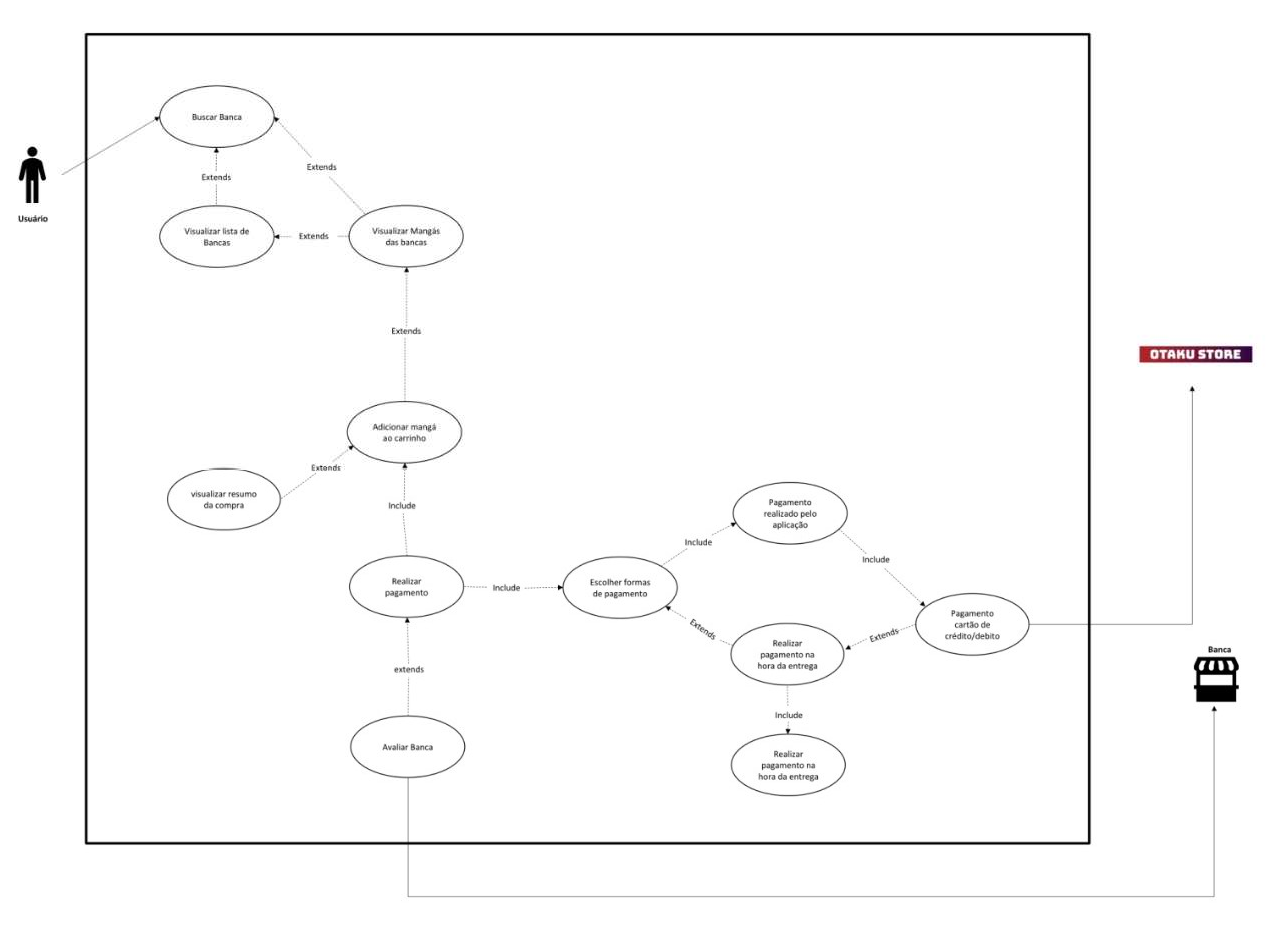 Buscar Banca
Extends
Extends
Usuário
Visualizar lista de
Bancas
Extends
Visualizar Mangás
das bancas
Extends
OTAKU STORE
Adicionar mangá
ao carrinho
Extends
visualizar resumo
da compra
Include
Pagamento
realizado pelo
aplicação
Include
Include
Realizar
pagamento
Include
Escolher formas
de pagamento
Pagamento
cartão de
crédito/debito
Extends
Extends
Realizar
pagamento na
hora da entrega
Banca
extends
Include
Avaliar Banca
Realizar
pagamento na
hora da entrega